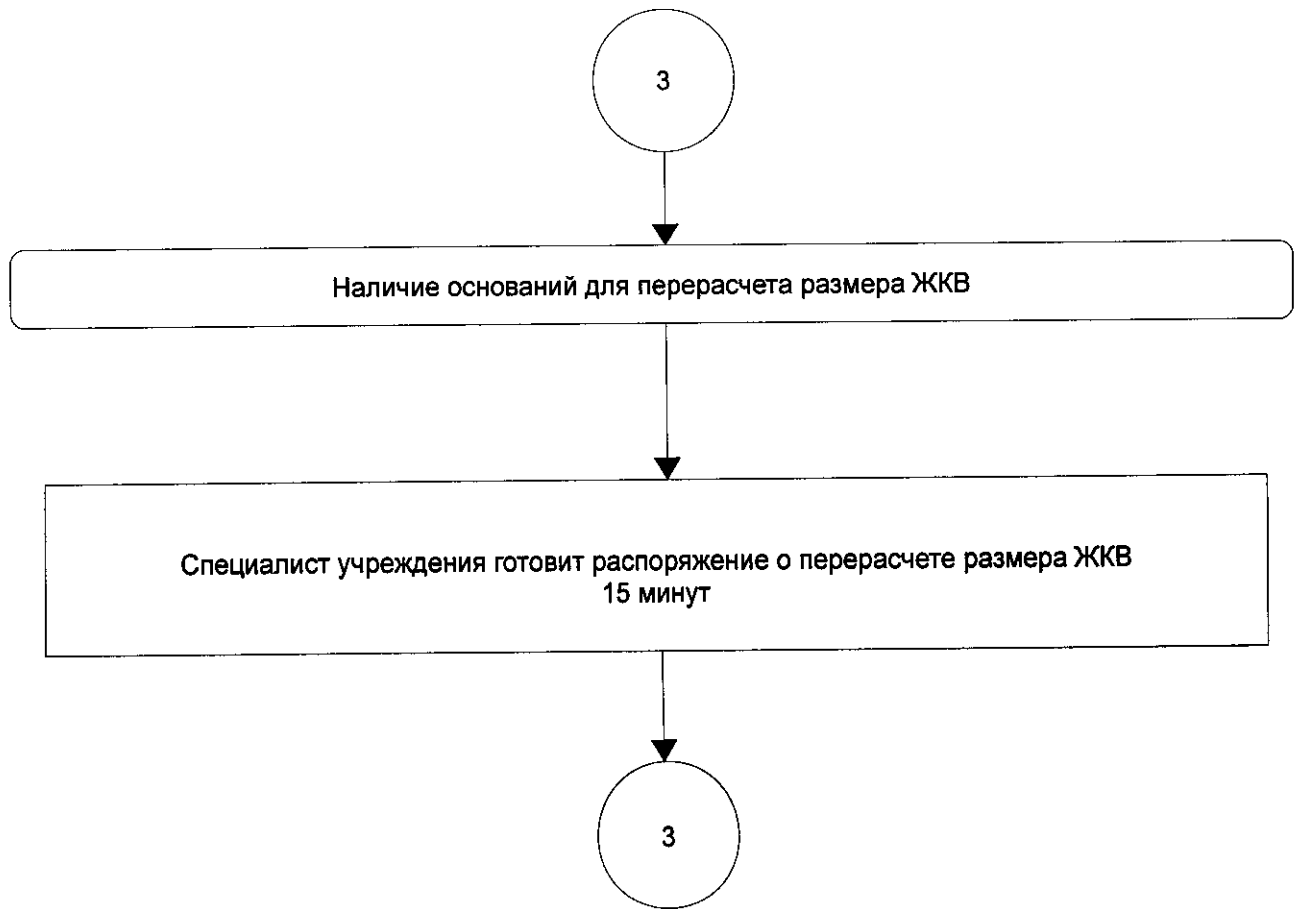 3
Наличие оснований для перерасчета размера ЖКВ
Специалист учреждения готовит распоряжение о перерасчете размера ЖКВ
15 минут
3